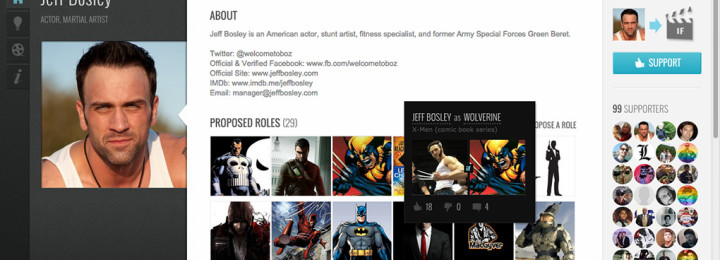 Jeff Bosley
ACTOR, MARTIAL ARTIST
ABOUT
Jeff Bosley is an American actor, stunt artist, fitness specialist, and former Army Special Forces Green Beret.
Twitter: @welcometoboz
Official & Verified Facebook: www.fb.com/welcometoboz
Official Site: www.jeffbosley.com
IMDb: www.imdb.me/jeffbosley
Email: manager@jeffbosley.com
PROPOSED ROLES (29)
POSE A ROLE
JEFF BOSLEY as WOLVERINE
X-Men (comic book series)
18
0
4
MacGyver
IF
SUPPORT
99 SUPPORTERS